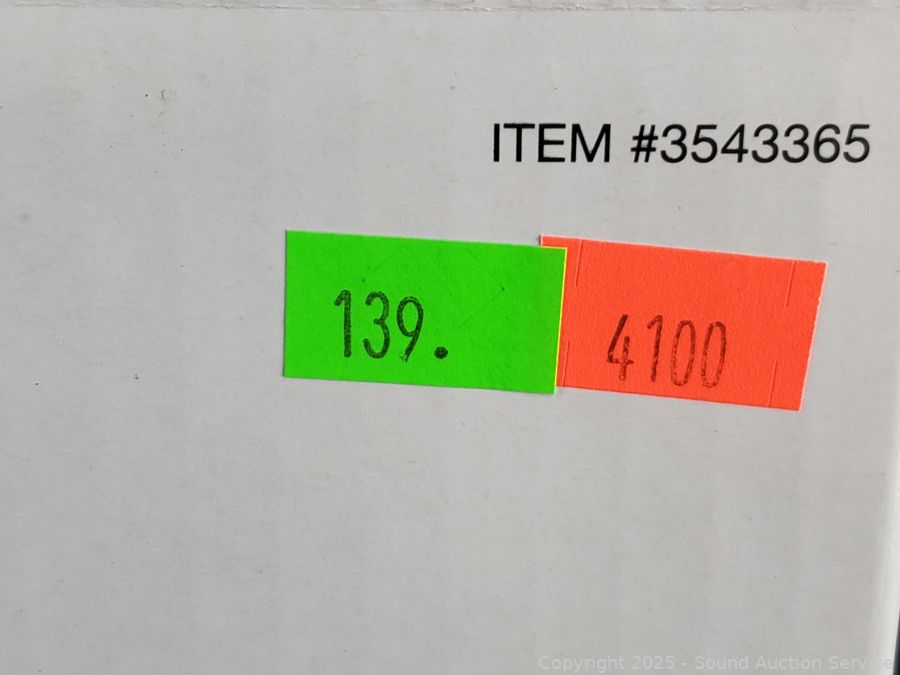 ITEM #3543365
139.
4100
Copyright 2025 - Sound Auction Service